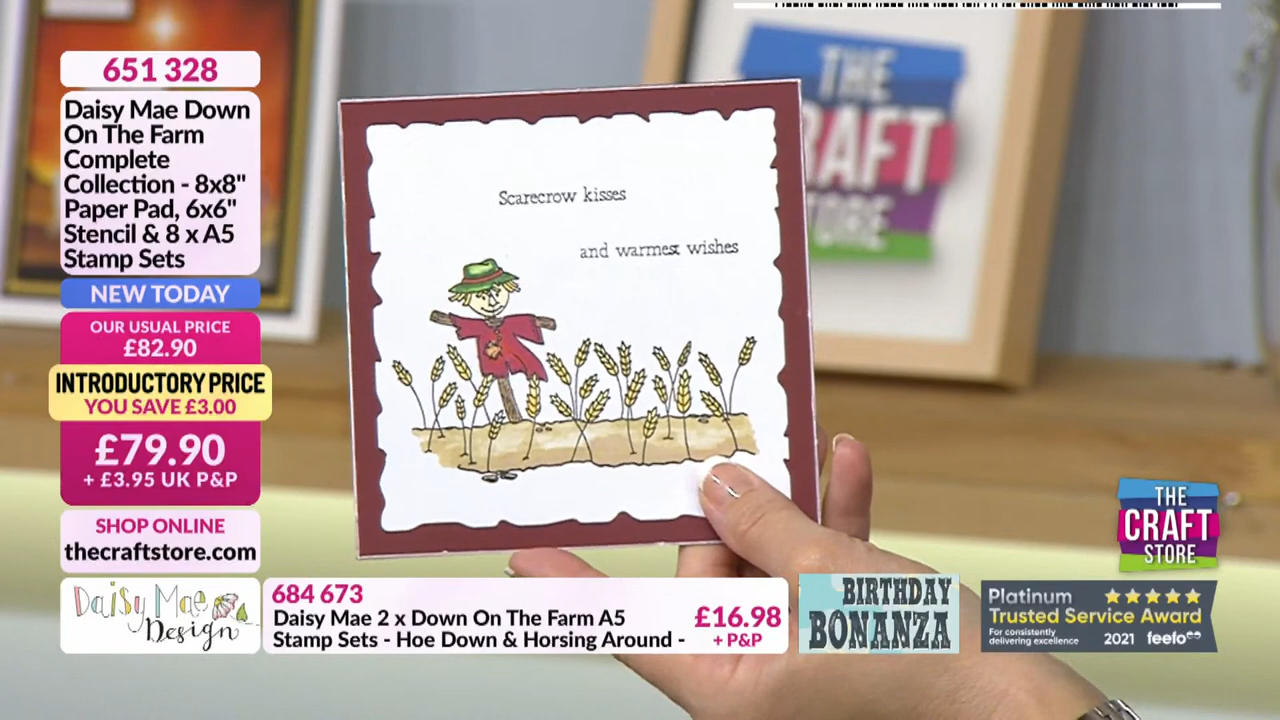 651 328
Daisy Mae Down
On The Farm
Complete
Collection - 8x8"
Paper Pad, 6x6"
Stencil & 8 x A5
Stamp Sets
NEW TODAY
OUR USUAL PRICE
£82.90
INTRODUCTORY PRICE
YOU SAVE £3.00
£79.90
+ £3.95 UK P&P
SHOP ONLINE
thecraftstore.com
Scarecrow kisses
and warmest wishes
THE
CRAFT
STORE
THE
CRAFT
STORE
Daisy Mae
Design
684 673
Daisy Mae 2 x Down On The Farm A5
Stamp Sets - Hoe Down & Horsing Around -
£16.98
+ P&P
BIRTHDAY
BONANZA
Platinum
Trusted Service Award
For consistently
delivering excellence
2021 feefo